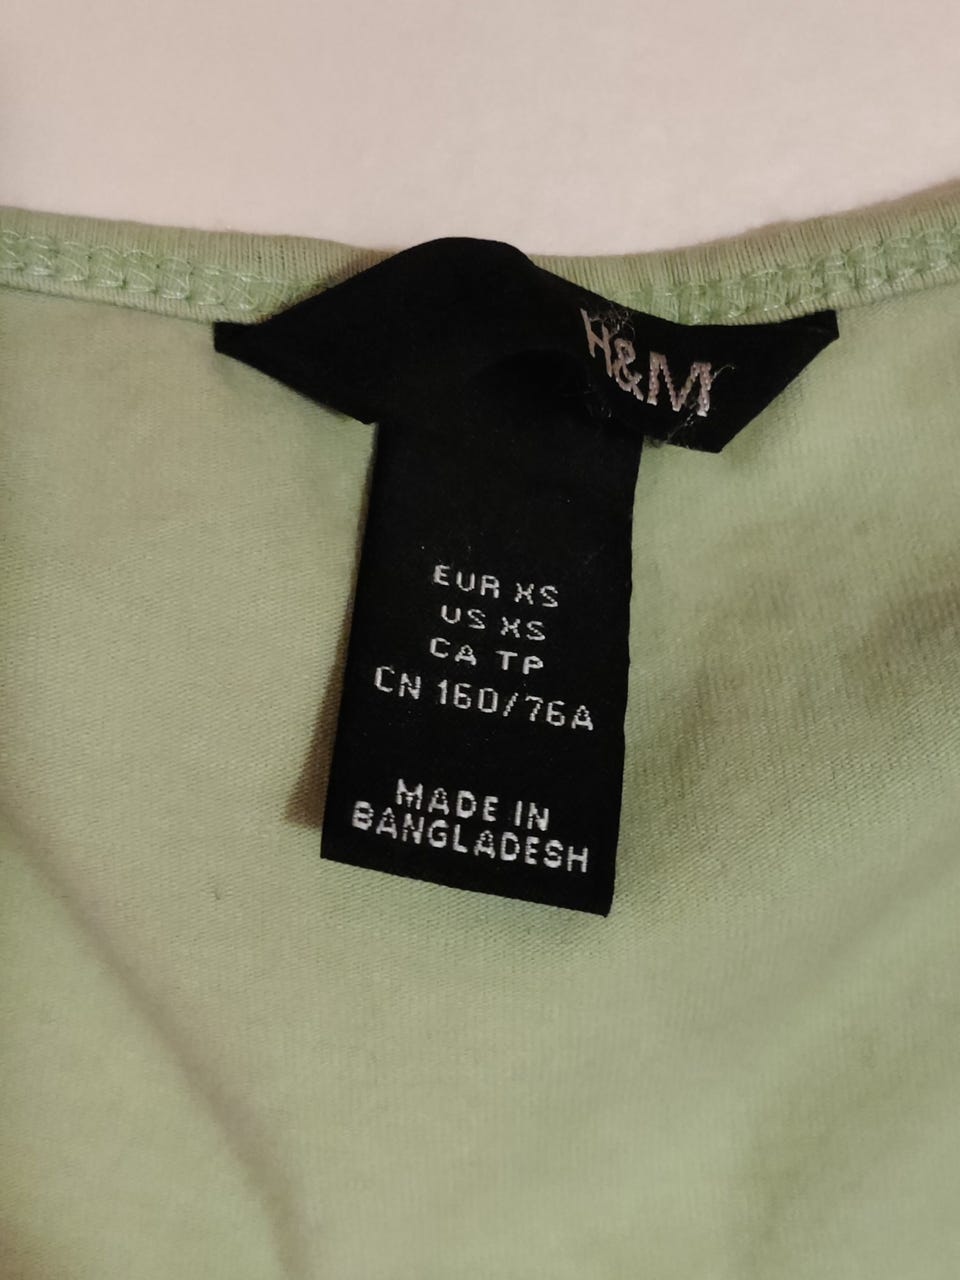 H&M
EUR XS
US XS
CA TP
CN 160/76A
MADE IN
BANGLADESH